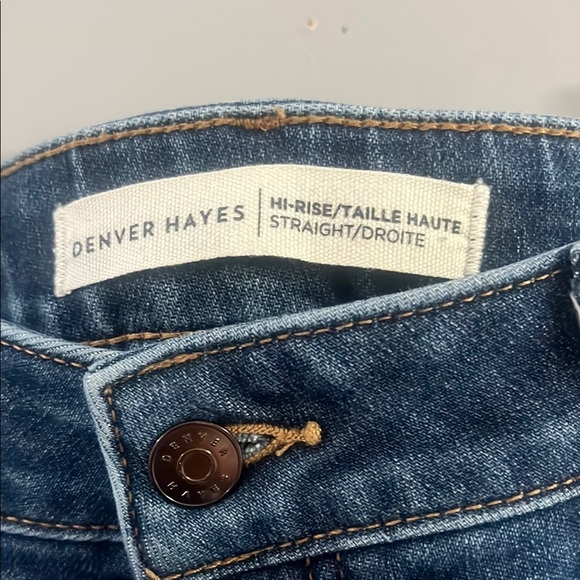 DENVER HAYES
HI-RISE/TAILLE HAUTE
STRAIGHT/DROITE
DENVER
HAYES